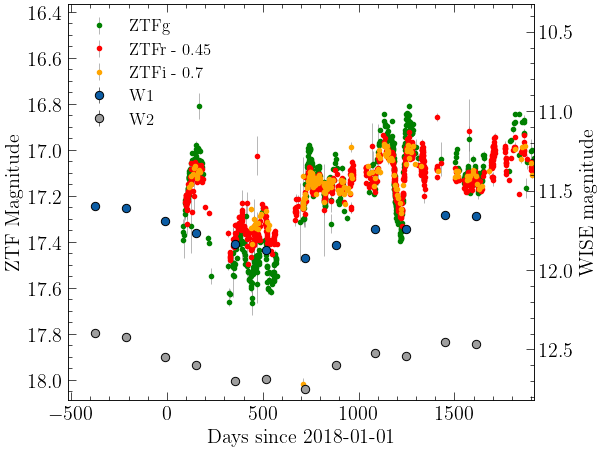 ZTFg
ZTFr - 0.45
ZTFi - 0.7
W1
W2
ZTF Magnitude
16.4
16.6
16.8
17.0
17.2
17.4
17.6
17.8
18.0
WISE magnitude
10.5
11.0
11.5
12.0
12.5
−500
0
500
1000
1500
Days since 2018-01-01